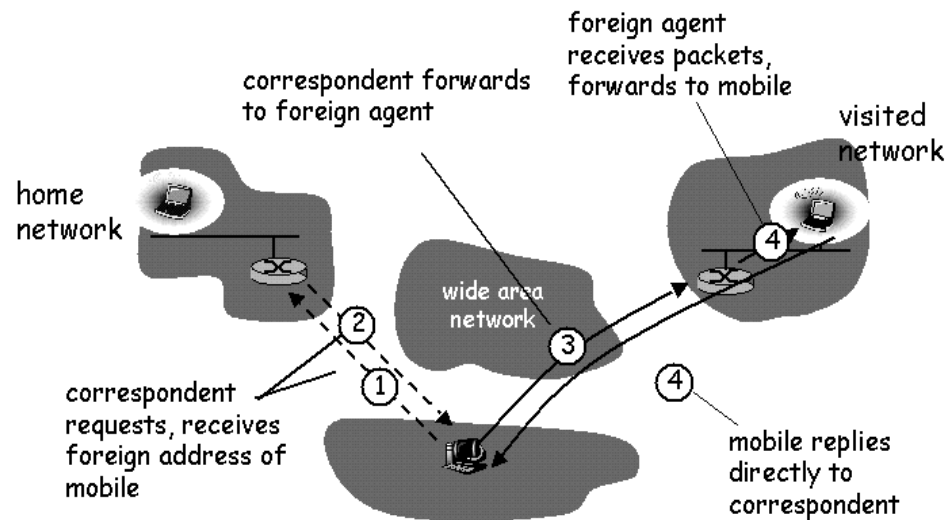 foreign agent
receives packets,
forwards to mobile
correspondent forwards
to foreign agent
visited
network
home
network
wide area
network
4
2
3
1
4
correspondent
requests, receives
foreign address of
mobile
mobile replies
directly to
correspondent